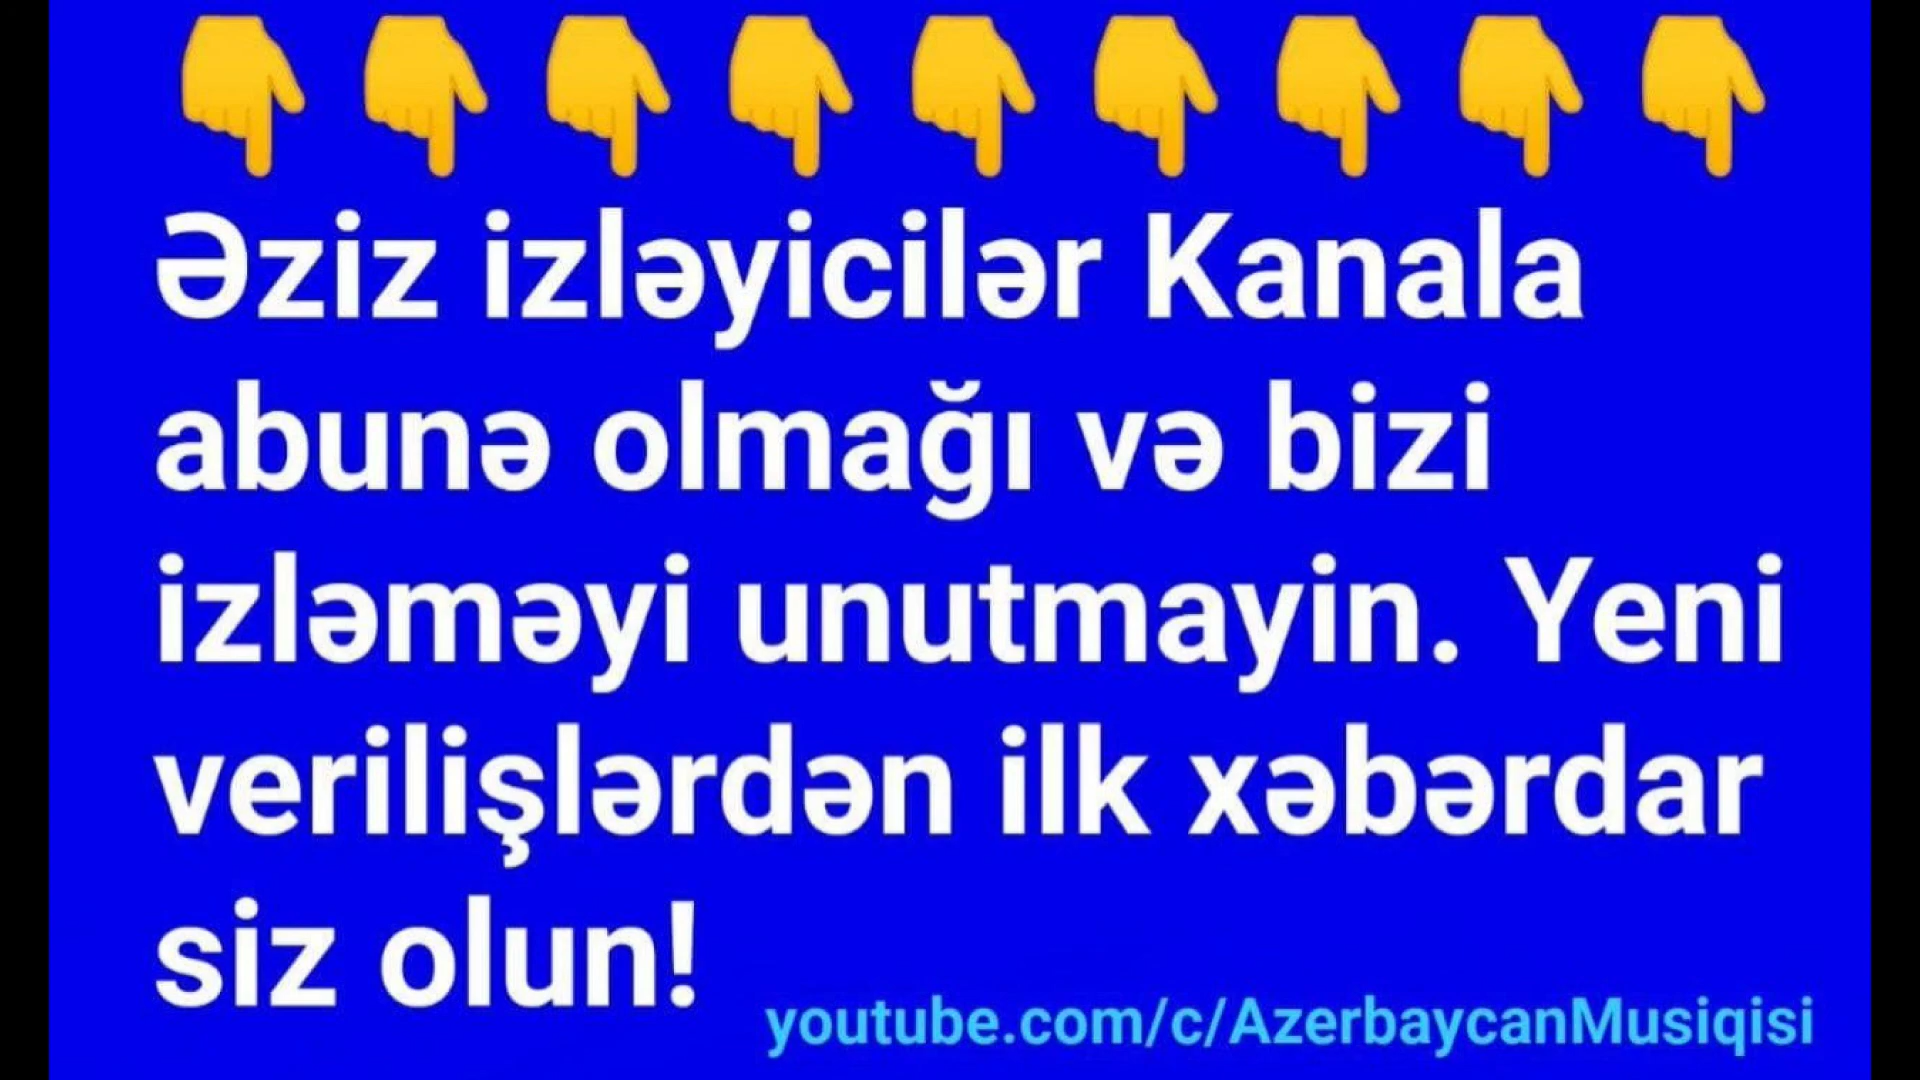 Əziz izləyicilər Kanala
abunə olmağı və bizi
izləməyi unutmayin. Yeni
verilişlərdən ilk xəbərdar
siz olun!
youtube.com/c/AzerbaycanMusiqisi